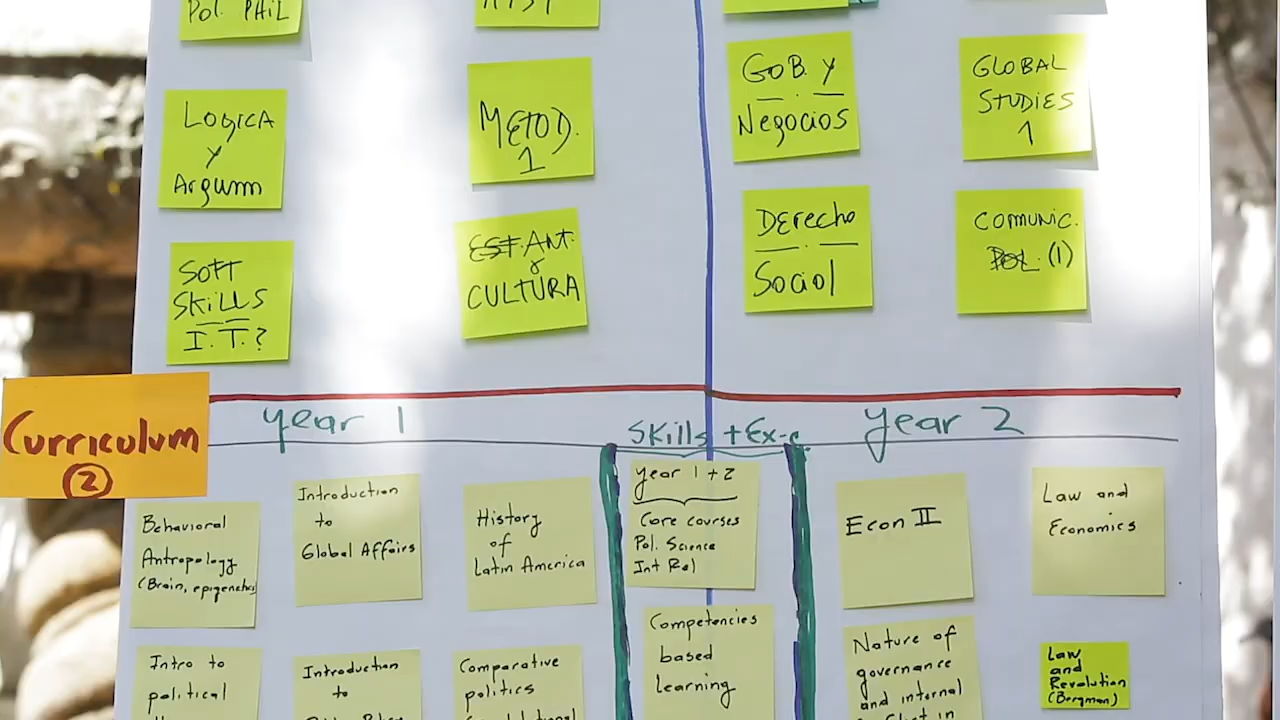 Pol. PHiL
LOGICA
y
Argumm
METOD.
1
GOB. Y
Negocios
GLOBAL
STUDIES
1
SOFT
SKiLLS
I.T.?
EST. ANT.
y
CULTURA
DErecho
Social
COMUNIC.
POL. (1)
Curriculum
2
year 1
Skills + Ex-c
year 2
Behavioral
Antropology
(Brain, epigenetics)
Introduction
to
Global Affairs
History
of
Latin America
year 1 + 2
Core courses
Pol. Science
Int Rel
Econ II
Law and
Economics
Intro to
political
Introduction
to
Comparative
politics
Competencies
based
Learning
Nature of
governance
and internal
Law
and
Revolution
(Bergman)